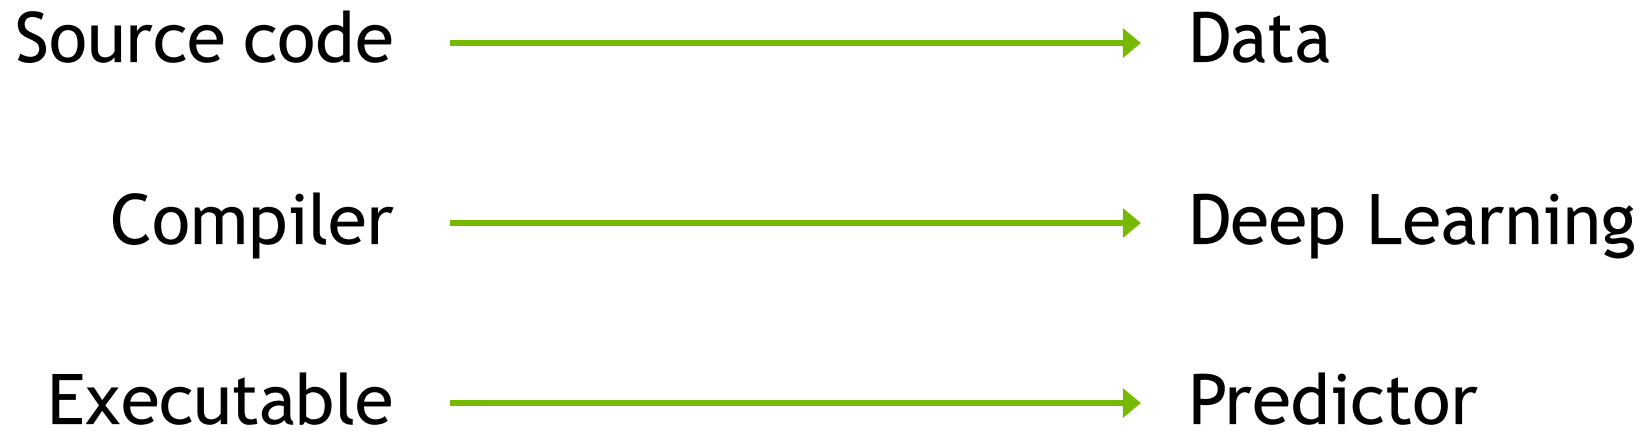 Source code Data
Compiler Deep Learning
Executable Predictor